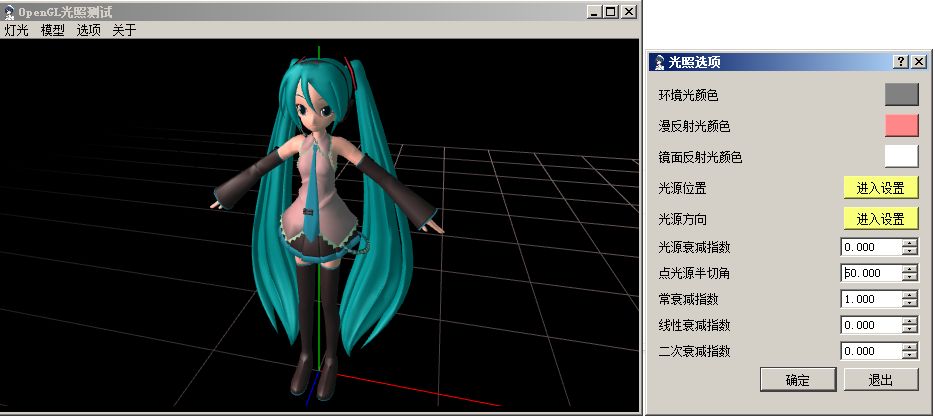 OpenGL光照测试
灯光 模型 选项 关于
光照选项
环境光颜色
漫反射光颜色
镜面反射光颜色
光源位置 进入设置
光源方向 进入设置
光源衰减指数 0.000
点光源半切角 60.000
常衰减指数 1.000
线性衰减指数 0.000
二次衰减指数 0.000
确定 退出